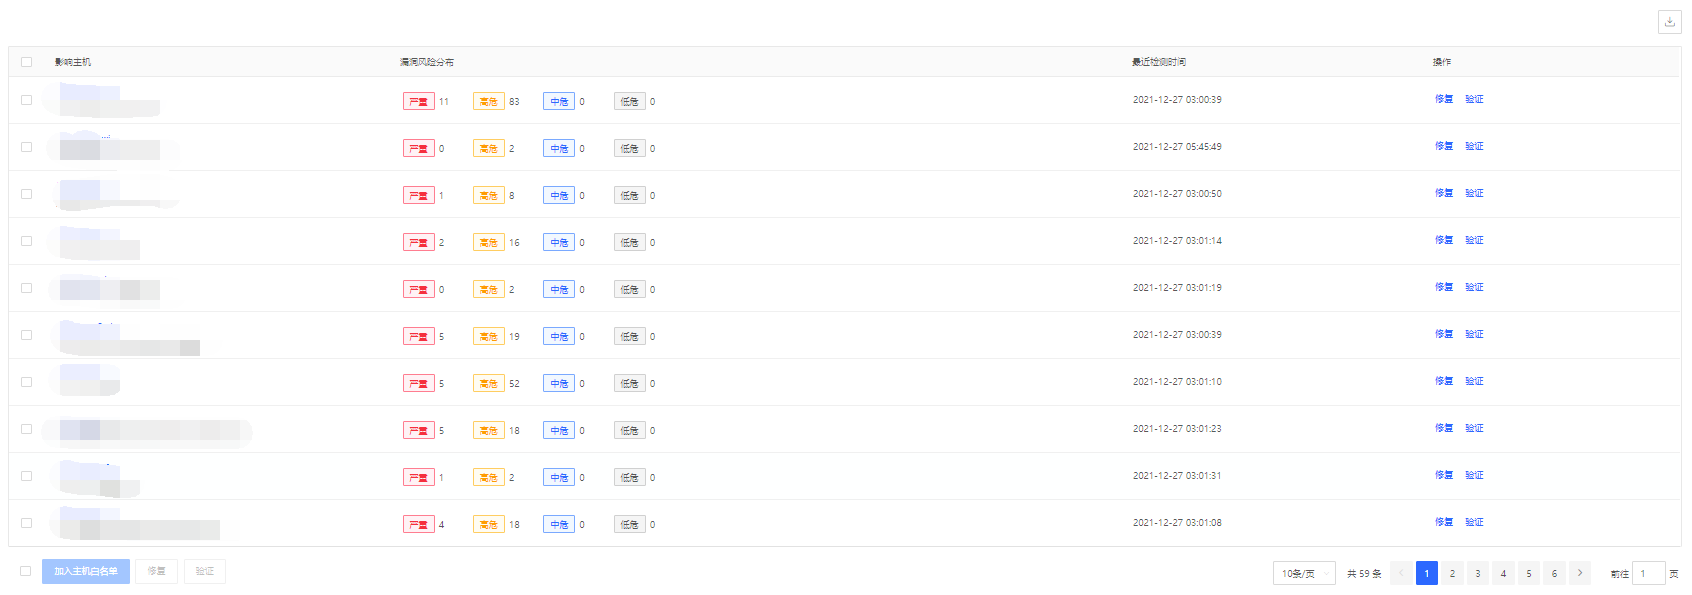 影响主机 漏洞风险分布 最近检测时间 操作
严重 11 高危 83 中危 0 低危 0 2021-12-27 03:00:39 修复 验证
严重 0 高危 2 中危 0 低危 0 2021-12-27 05:45:49 修复 验证
严重 1 高危 8 中危 0 低危 0 2021-12-27 03:00:50 修复 验证
严重 2 高危 16 中危 0 低危 0 2021-12-27 03:01:14 修复 验证
严重 0 高危 2 中危 0 低危 0 2021-12-27 03:01:19 修复 验证
严重 5 高危 19 中危 0 低危 0 2021-12-27 03:00:39 修复 验证
严重 5 高危 52 中危 0 低危 0 2021-12-27 03:01:10 修复 验证
严重 5 高危 18 中危 0 低危 0 2021-12-27 03:01:23 修复 验证
严重 1 高危 2 中危 0 低危 0 2021-12-27 03:01:31 修复 验证
严重 4 高危 18 中危 0 低危 0 2021-12-27 03:01:08 修复 验证
加入主机白名单 修复 验证 10条/页 共 59 条 1 2 3 4 5 6 前往 1 页